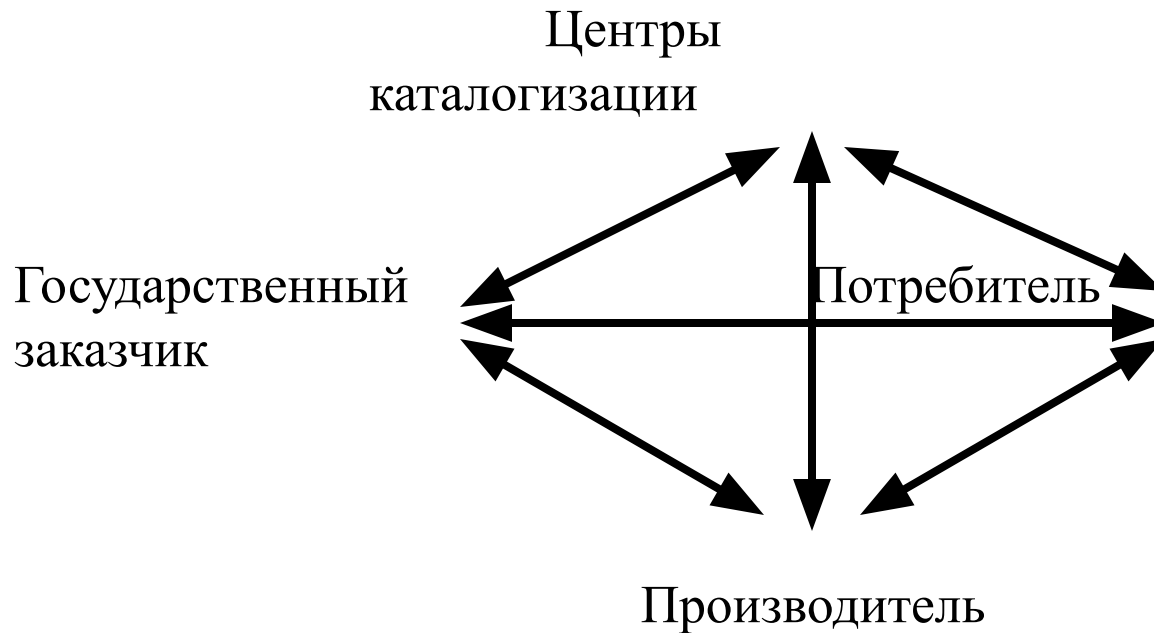 Центры
каталогизации
Государственный
заказчик
Потребитель
Производитель